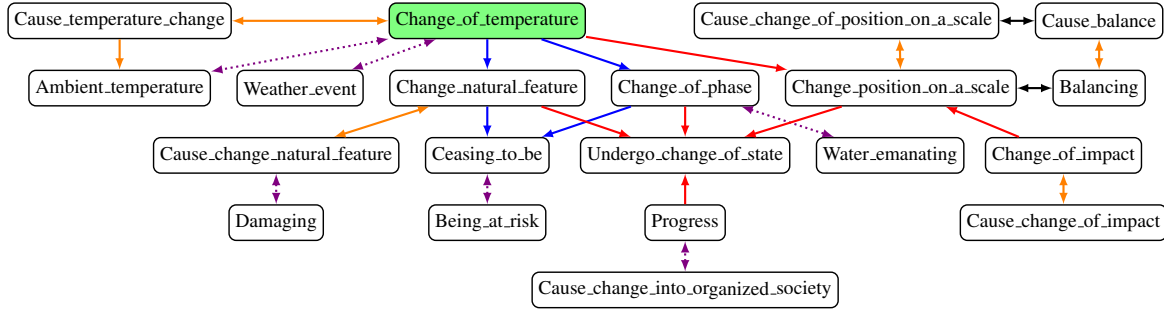 Cause_temperature_change
Change_of_temperature
Cause_change_of_position_on_a_scale
Cause_balance
Ambient_temperature
Weather_event
Change_natural_feature
Change_of_phase
Change_position_on_a_scale
Balancing
Cause_change_natural_feature
Ceasing_to_be
Undergo_change_of_state
Water_emanating
Change_of_impact
Damaging
Being_at_risk
Progress
Cause_change_of_impact
Cause_change_into_organized_society